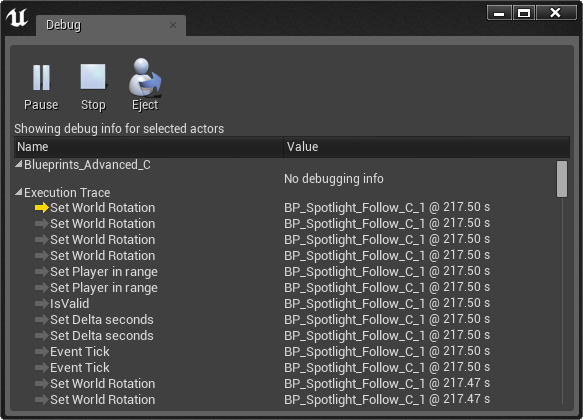 Debug
Pause Stop Eject
Showing debug info for selected actors
Name Value
Blueprints_Advanced_C
No debugging info
Execution Trace
Set World Rotation BP_Spotlight_Follow_C_1 @ 217.50 s
Set World Rotation BP_Spotlight_Follow_C_1 @ 217.50 s
Set World Rotation BP_Spotlight_Follow_C_1 @ 217.50 s
Set World Rotation BP_Spotlight_Follow_C_1 @ 217.50 s
Set Player in range BP_Spotlight_Follow_C_1 @ 217.50 s
Set Player in range BP_Spotlight_Follow_C_1 @ 217.50 s
IsValid BP_Spotlight_Follow_C_1 @ 217.50 s
Set Delta seconds BP_Spotlight_Follow_C_1 @ 217.50 s
Set Delta seconds BP_Spotlight_Follow_C_1 @ 217.50 s
Event Tick BP_Spotlight_Follow_C_1 @ 217.50 s
Event Tick BP_Spotlight_Follow_C_1 @ 217.50 s
Set World Rotation BP_Spotlight_Follow_C_1 @ 217.47 s
Set World Rotation BP_Spotlight_Follow_C_1 @ 217.47 s